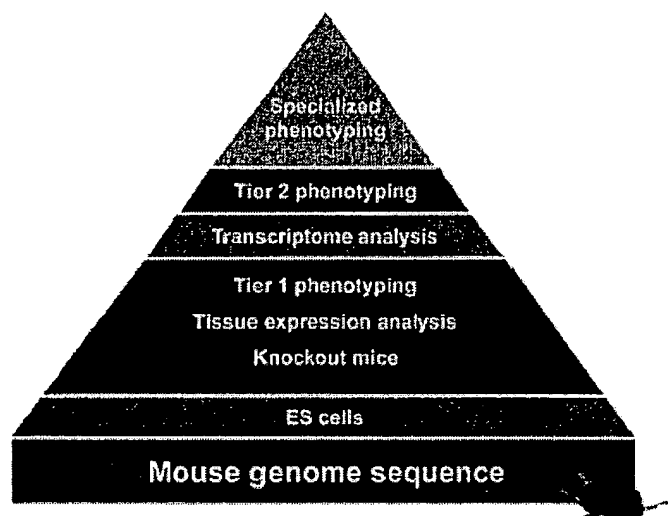 Specialized
phenotyping
Tier 2 phenotyping
Transcriptome analysis
Tier 1 phenotyping
Tissue expression analysis
Knockout mice
ES cells
Mouse genome sequence